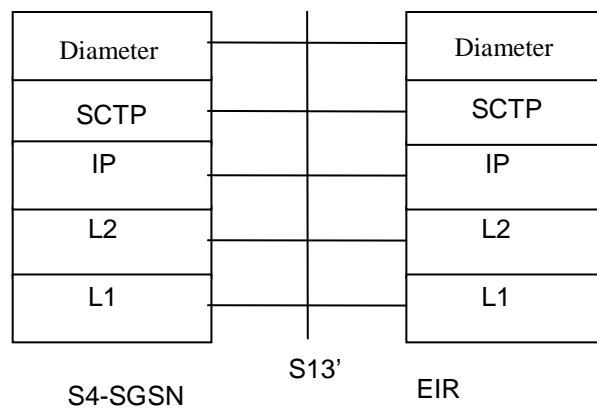 Diameter
Diameter
SCTP
SCTP
IP
IP
L2
L2
L1
L1
S13’
S4-SGSN
EIR